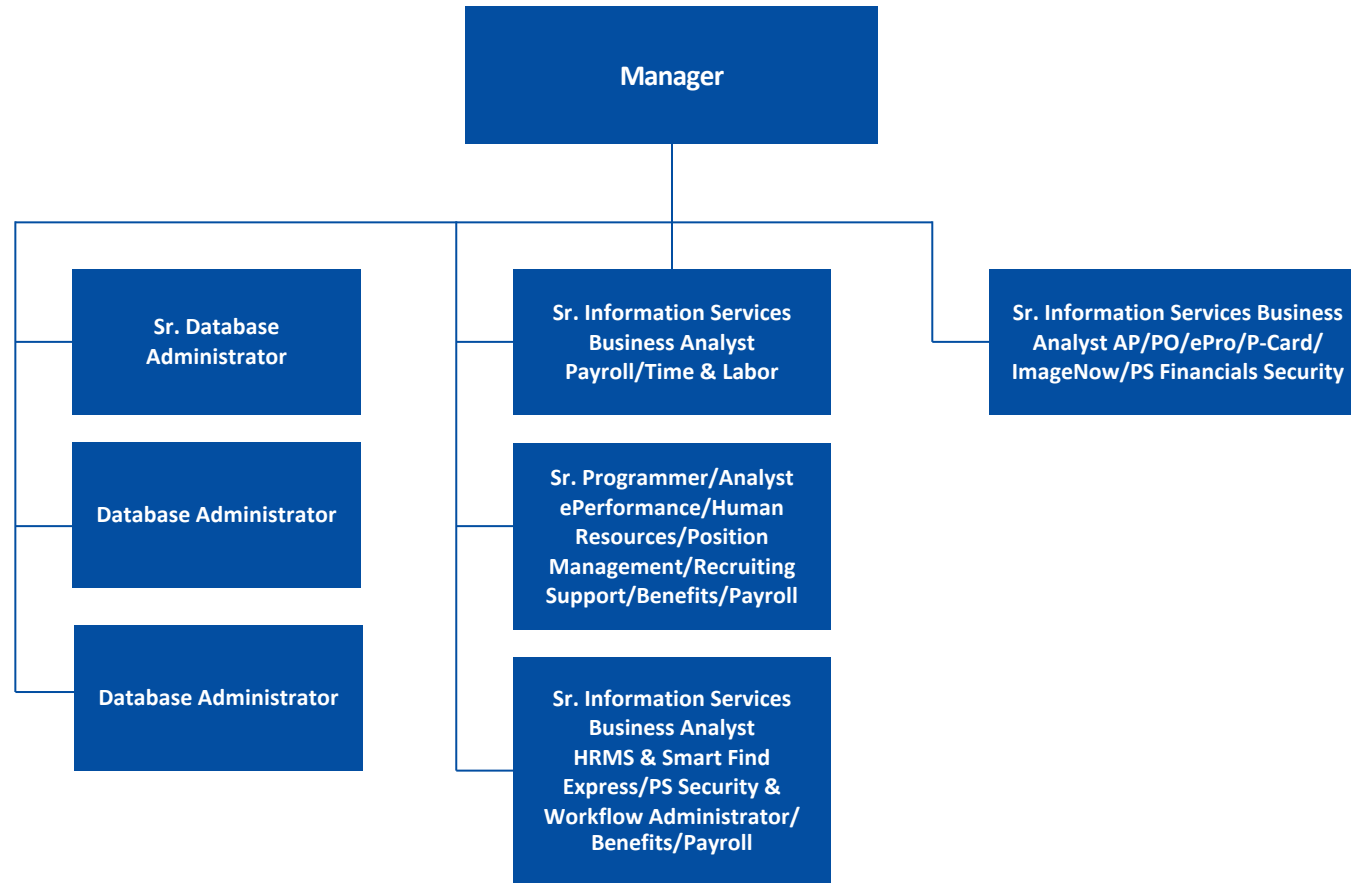 Manager
Sr. Database
Administrator
Database Administrator
Database Administrator
Sr. Information Services
Business Analyst
Payroll/Time & Labor
Sr. Programmer/Analyst
ePerformance/Human
Resources/Position
Management/Recruiting
Support/Benefits/Payroll
Sr. Information Services
Business Analyst
HRMS & Smart Find
Express/PS Security &
Workflow Administrator/
Benefits/Payroll
Sr. Information Services Business
Analyst AP/PO/ePro/P-Card/
ImageNow/PS Financials Security